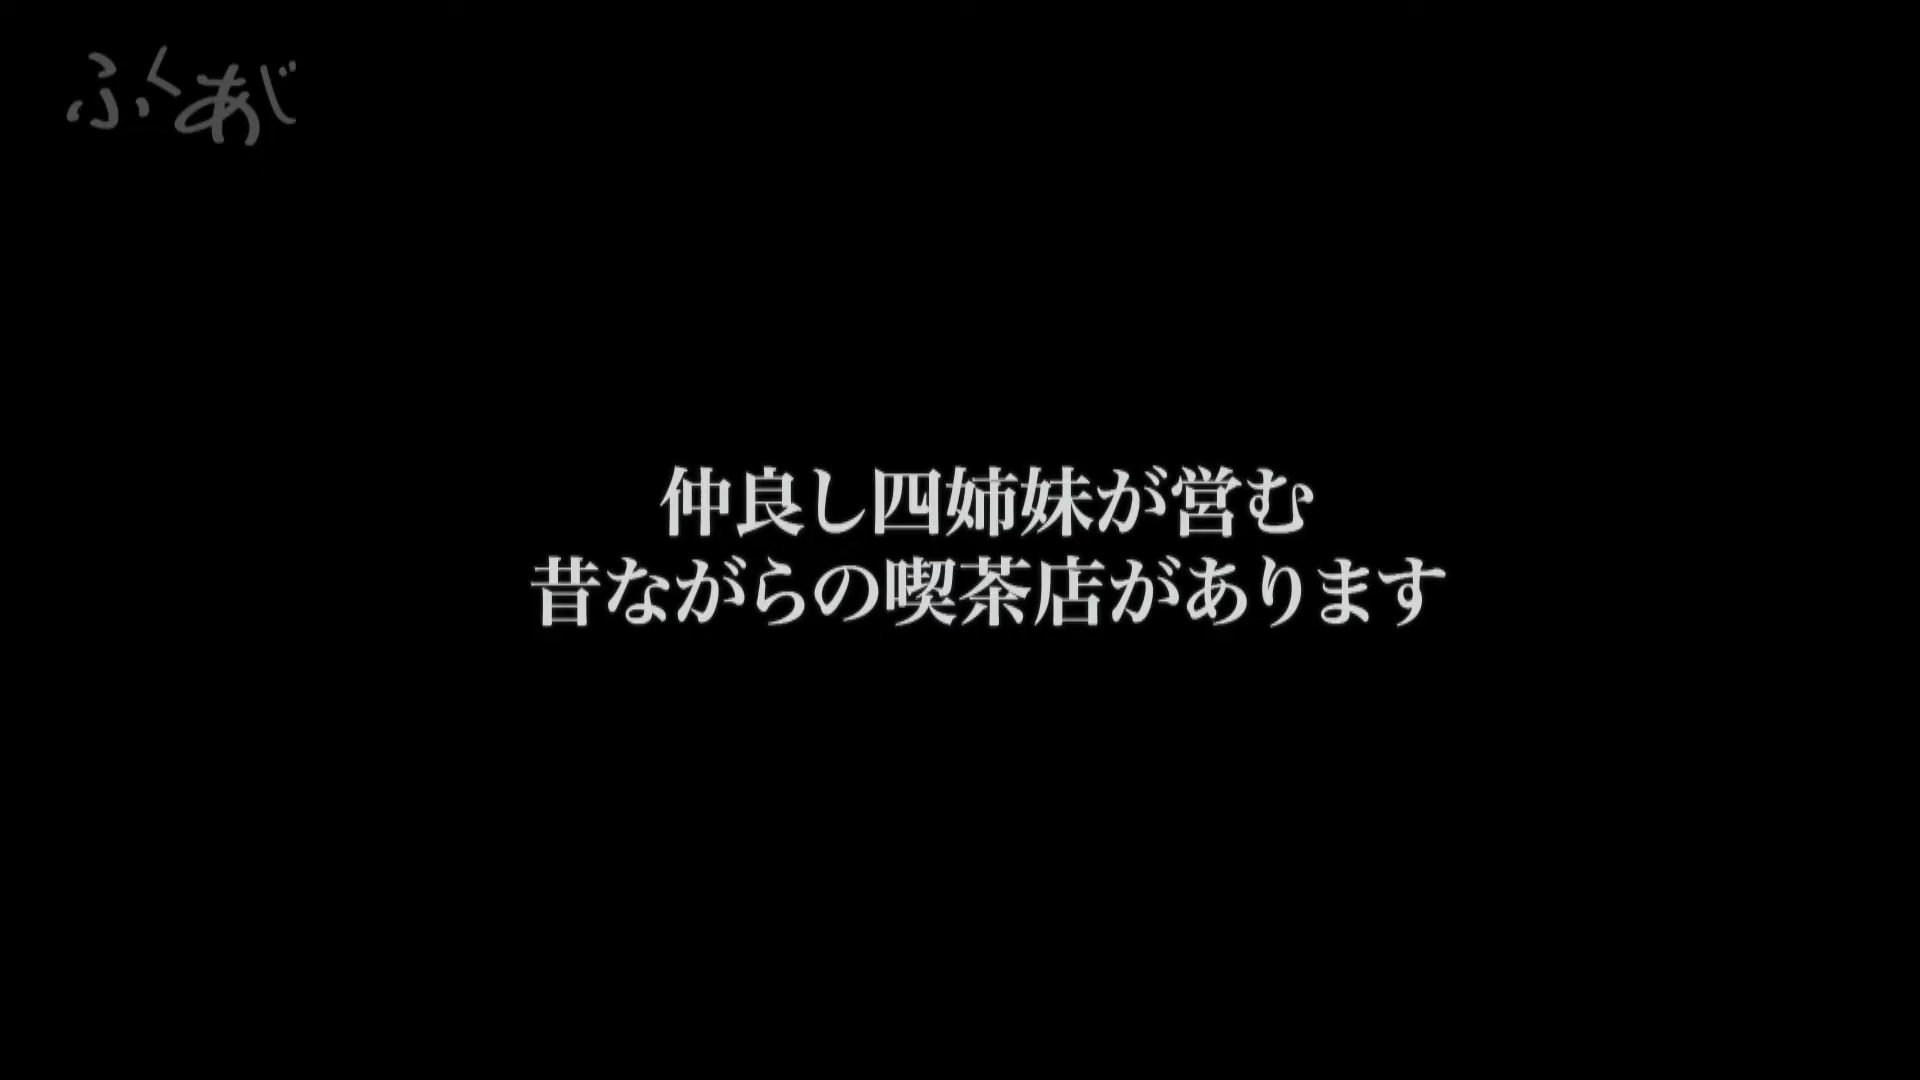 ふくあじ
仲良し四姉妹が営む
昔ながらの喫茶店があります